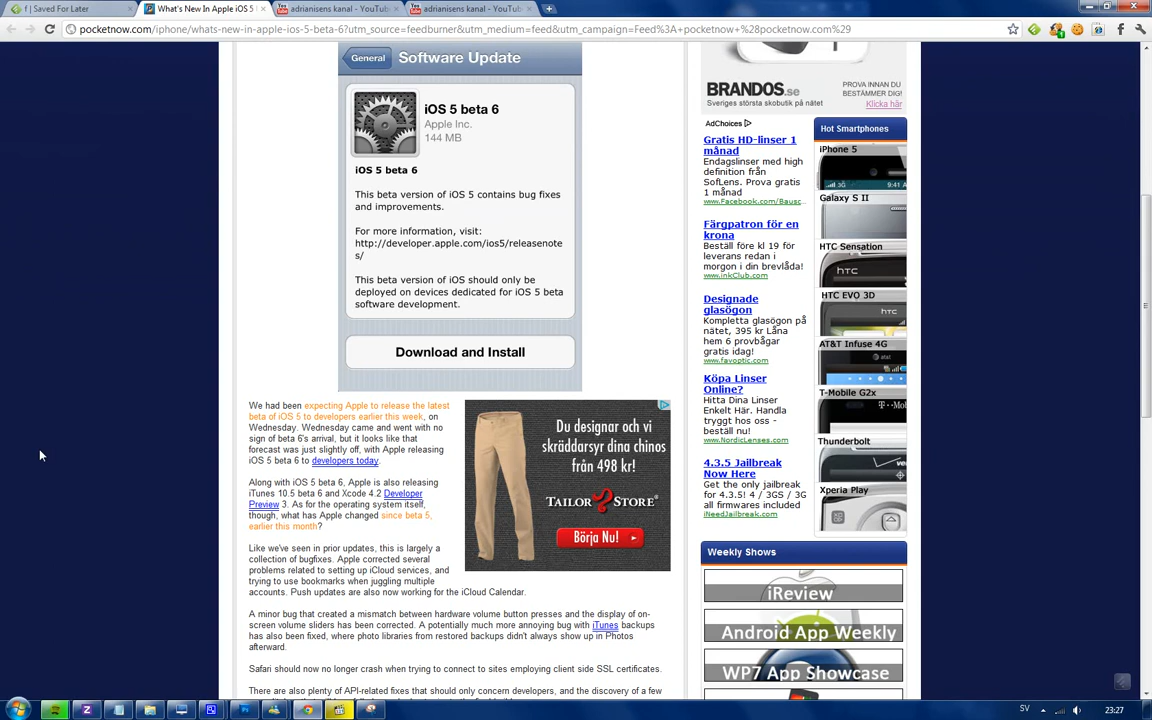 f | Saved For Later
What's New In Apple iOS 5
adrianisens kanal - YouTube
adrianisens kanal - YouTube
pocketnow.com/iphone/whats-new-in-apple-ios-5-beta-6?utm_source=feedburner&utm_medium=feed&utm_campaign=Feed%3A+pocketnow+%28pocketnow.com%29
General
Software Update
iOS 5 beta 6
Apple Inc.
144 MB
iOS 5 beta 6
This beta version of iOS 5 contains bug fixes
and improvements.
For more information, visit:
http://developer.apple.com/ios5/releasenote
s/
This beta version of iOS should only be
deployed on devices dedicated for iOS 5 beta
software development.
Download and Install
We had been expecting Apple to release the latest
beta of iOS 5 to developers earlier this week, on
Wednesday. Wednesday came and went with no
sign of beta 6's arrival, but it looks like that
forecast was just slightly off, with Apple releasing
iOS 5 beta 6 to developers today.
Along with iOS 5 beta 6, Apple is also releasing
iTunes 10.5 beta 6 and Xcode 4.2 Developer
Preview 3. As for the operating system itself,
though, what has Apple changed since beta 5,
earlier this month?
Like we've seen in prior updates, this is largely a
collection of bugfixes. Apple corrected several
problems related to setting up iCloud services, and
trying to use bookmarks when juggling multiple
accounts. Push updates are also now working for the iCloud Calendar.
A minor bug that created a mismatch between hardware volume button presses and the display of on-
screen volume sliders has been corrected. A potentially much more annoying bug with iTunes backups
has also been fixed, where photo libraries from restored backups didn't always show up in Photos
afterward.
Safari should now no longer crash when trying to connect to sites employing client side SSL certificates.
There are also plenty of API-related fixes that should only concern developers, and the discovery of a few
Du designar och vi
skräddarsyr dina chinos
från 498 kr!
TAILOR STORE
Börja Nu!
BRANDOS.se
Sveriges största skobutik på nätet
PROVA INNAN DU
BESTÄMMER DIG!
Klicka här
AdChoices
Gratis HD-linser 1
månad
Endagslinser med high
definition från
SofLens. Prova gratis
1 månad
www.Facebook.com/Bausc...
Färgpatron för en
krona
Beställ före kl 19 för
leverans redan i
morgon i din brevlåda!
www.inkClub.com
Designade
glasögon
Kompletta glasögon på
nätet, 395 kr Låna
hem 6 provbågar
gratis idag!
www.favoptic.com
Köpa Linser
Online?
Hitta Dina Linser
Enkelt Här. Handla
tryggt hos oss -
beställ nu!
www.NordicLenses.com
4.3.5 Jailbreak
Now Here
Get the only jailbreak
for 4.3.5! 4 / 3GS / 3G
all firmwares included
iNeedJailbreak.com
Hot Smartphones
iPhone 5
3G
9:41 A
Galaxy S II
HTC Sensation
hTC
HTC EVO 3D
hTC
AT&T Infuse 4G
at&t
T-Mobile G2x
Thunderbolt
Xperia Play
Weekly Shows
iReview
Android App Weekly
WP7 App Showcase
SV
23:27